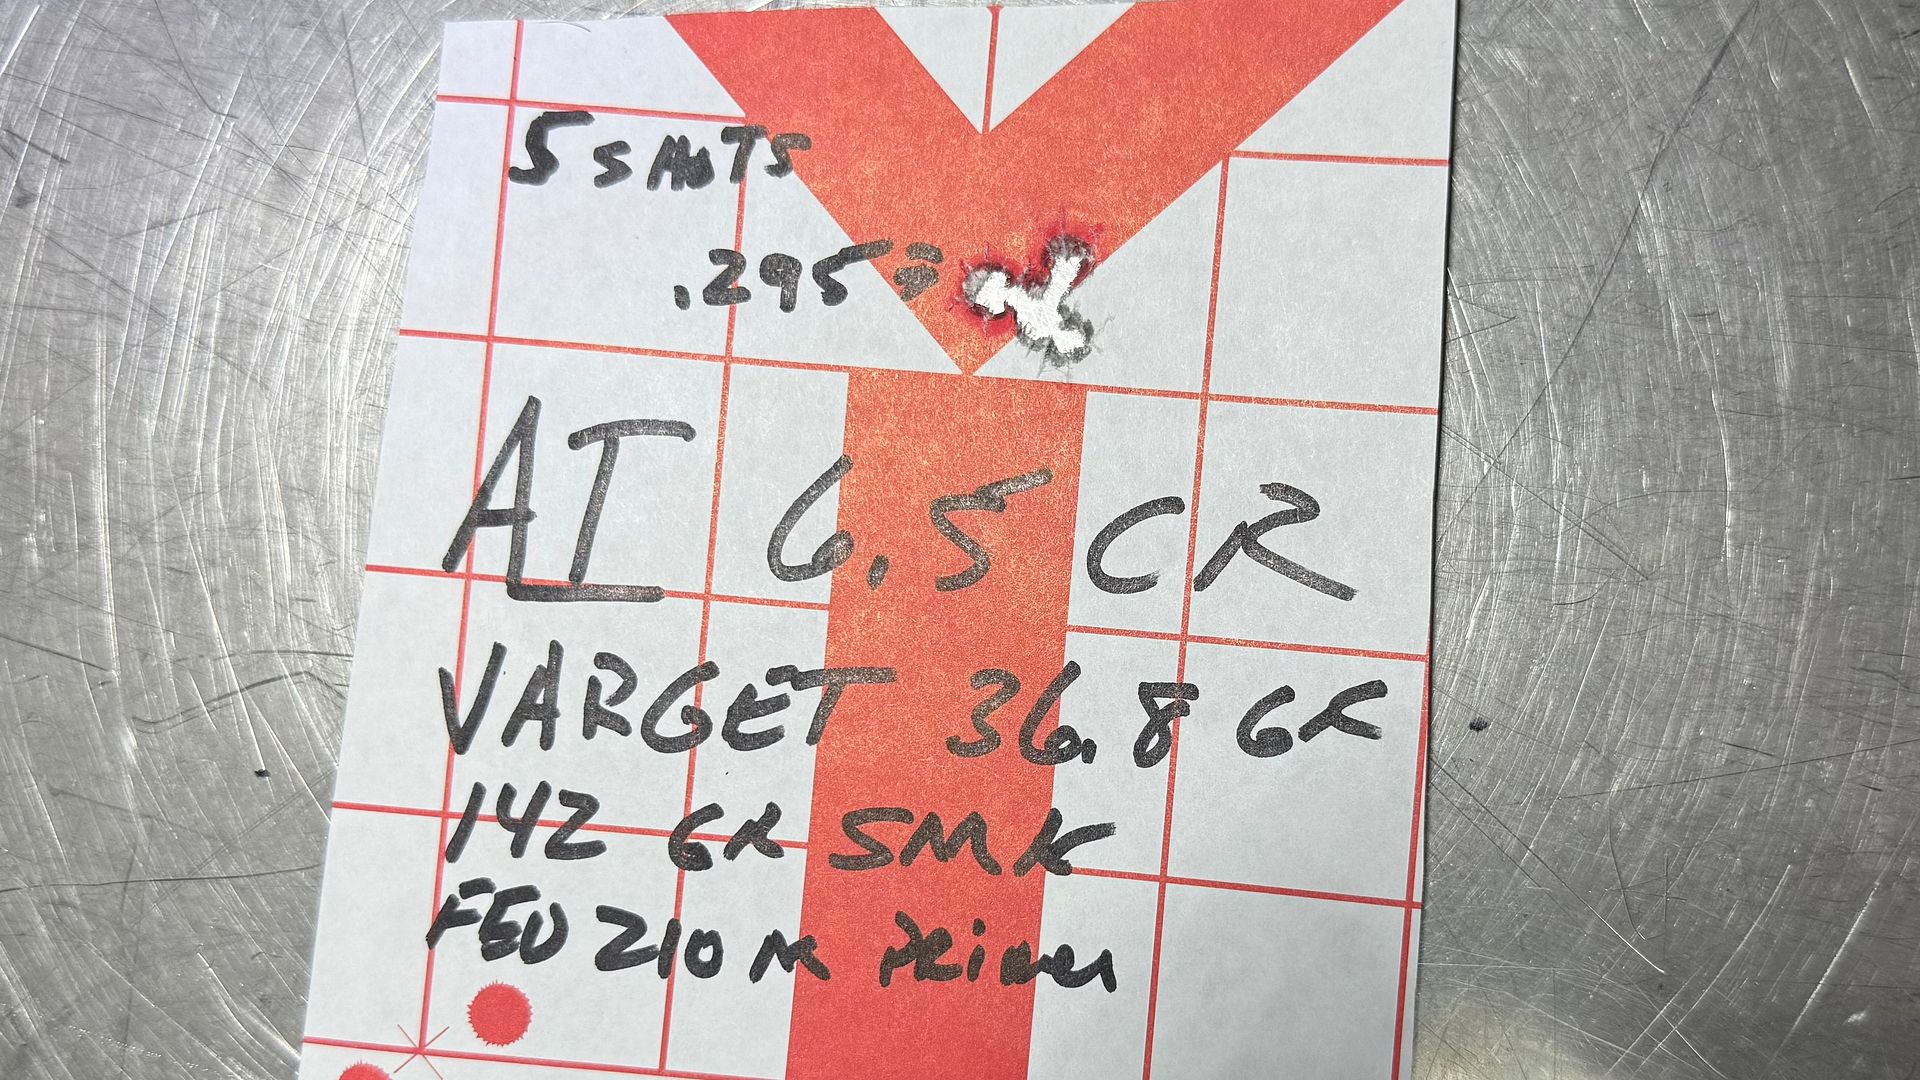 5 SHOTS
.295"
AI 6.5 CR
VARGET 36.8 GR
142 GR SMK
FED 210 M PRIMER